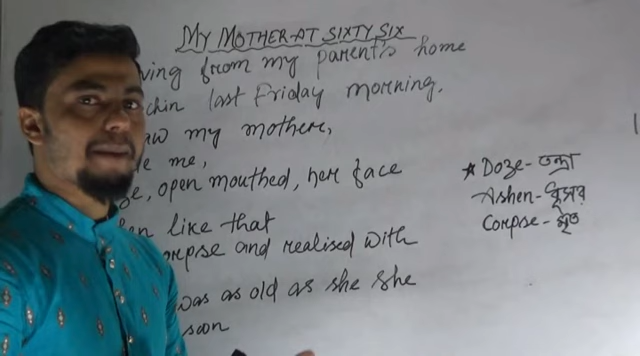 MY MOTHER AT SIXTY SIX
ving from my parent's home
chin last Friday morning,
aw my mothere,
e me,
se, open mouthed, her face
en like that
orpse and realised with
was as old as she she
soon
* Doze - তন্দ্রা
Ashen - ধূসর
Corpse - মৃত